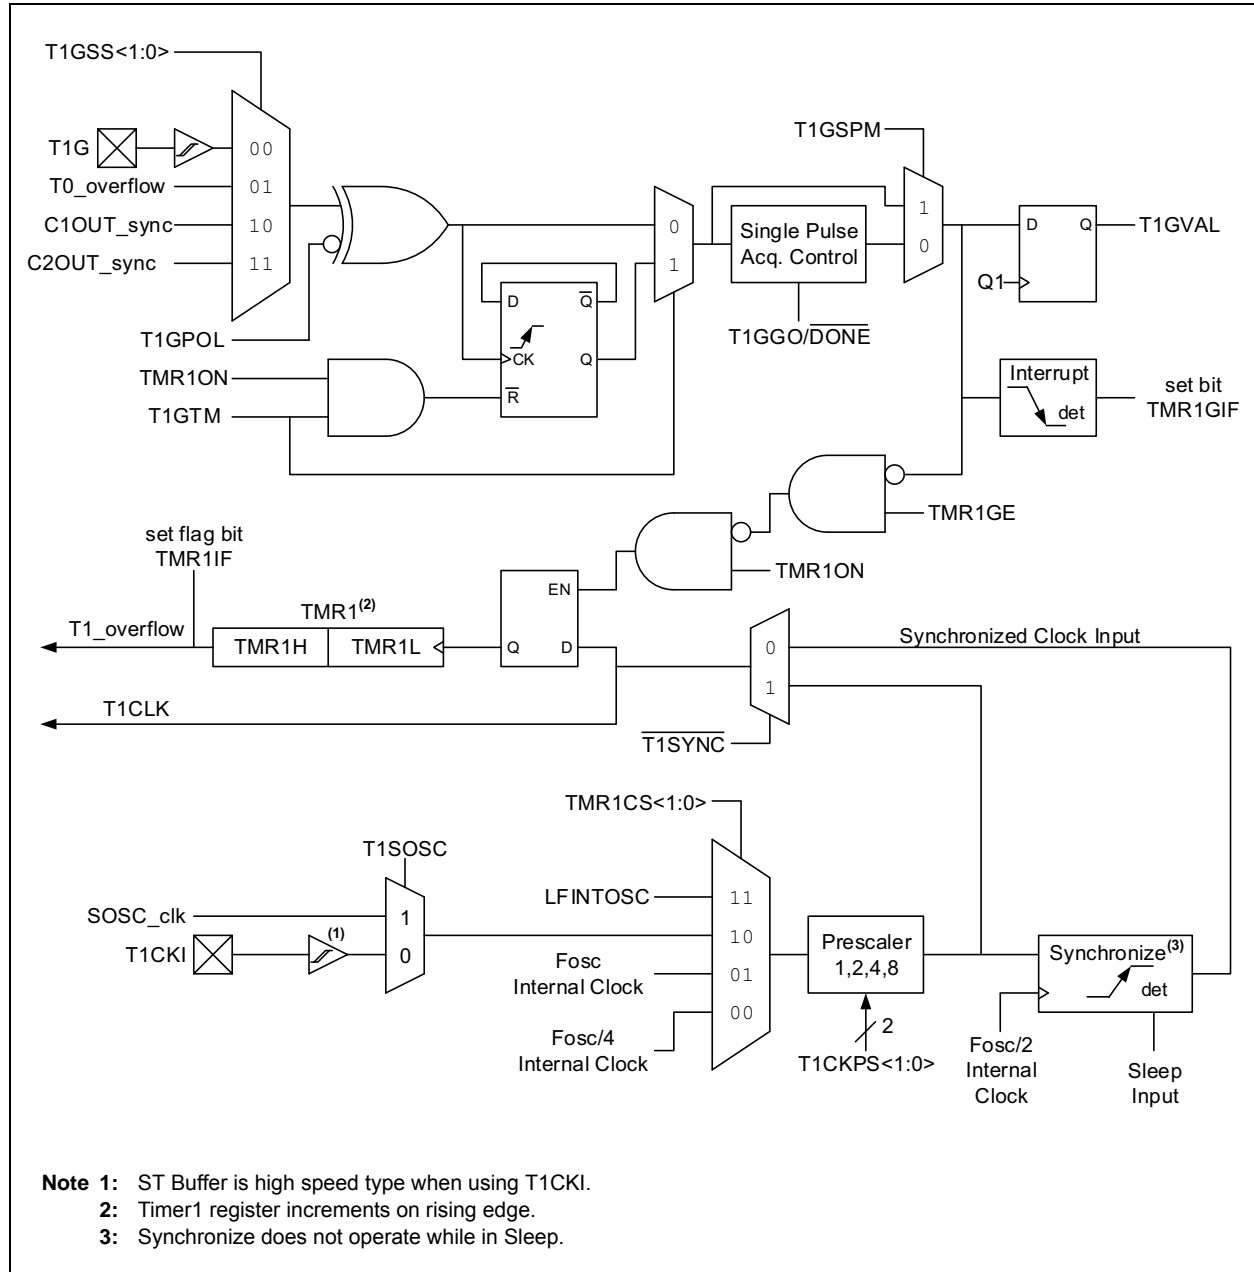 T1GSS<1:0>
T1G
00
T0_overflow
01
C1OUT_sync
10
C2OUT_sync
11
T1GPOL
TMR1ON
T1GTM
D
Q
CK
Q
R
0
1
T1GSPM
Single Pulse
Acq. Control
T1GGO/DONE
1
0
D
Q
T1GVAL
Q1
Interrupt
det
set bit
TMR1GIF
TMR1GE
TMR1ON
set flag bit
TMR1IF
TMR1(2)
T1_overflow
TMR1H
TMR1L
EN
Q
D
T1CLK
0
1
Synchronized Clock Input
T1SYNC
TMR1CS<1:0>
T1SOSC
SOSC_clk
1
T1CKI
(1)
0
LFINTOSC
11
10
Fosc
Internal Clock
01
00
Fosc/4
Internal Clock
Prescaler
1,2,4,8
2
T1CKPS<1:0>
Synchronize(3)
det
Fosc/2
Internal
Clock
Sleep
Input
Note 1: ST Buffer is high speed type when using T1CKI.
2: Timer1 register increments on rising edge.
3: Synchronize does not operate while in Sleep.